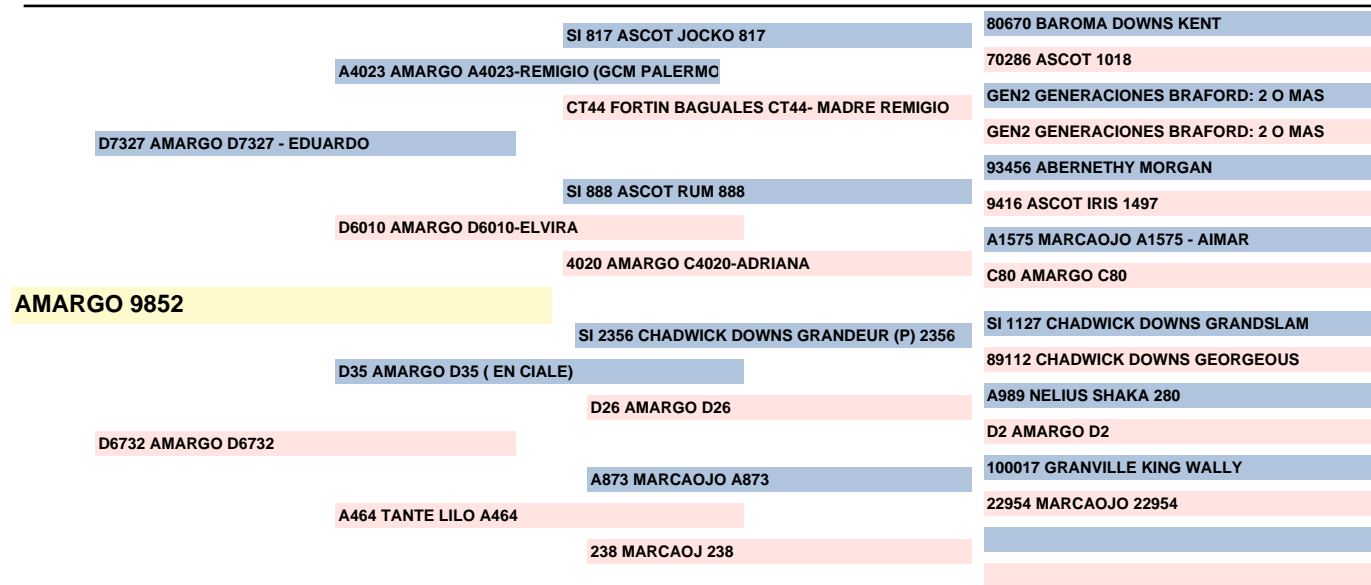 80670 BAROMA DOWNS KENT
SI 817 ASCOT JOCKO 817
70286 ASCOT 1018
A4023 AMARGO A4023-REMIGIO (GCM PALERMO
GEN2 GENERACIONES BRAFORD: 2 O MAS
CT44 FORTIN BAGUALES CT44- MADRE REMIGIO
GEN2 GENERACIONES BRAFORD: 2 O MAS
D7327 AMARGO D7327 - EDUARDO
93456 ABERNETHY MORGAN
SI 888 ASCOT RUM 888
9416 ASCOT IRIS 1497
D6010 AMARGO D6010-ELVIRA
A1575 MARCAOJO A1575 - AIMAR
4020 AMARGO C4020-ADRIANA
C80 AMARGO C80
AMARGO 9852
SI 1127 CHADWICK DOWNS GRANDSLAM
SI 2356 CHADWICK DOWNS GRANDEUR (P) 2356
89112 CHADWICK DOWNS GEORGEOUS
D35 AMARGO D35 ( EN CIALE)
A989 NELIUS SHAKA 280
D26 AMARGO D26
D2 AMARGO D2
D6732 AMARGO D6732
100017 GRANVILLE KING WALLY
A873 MARCAOJO A873
22954 MARCAOJO 22954
A464 TANTE LILO A464
238 MARCAOJ 238